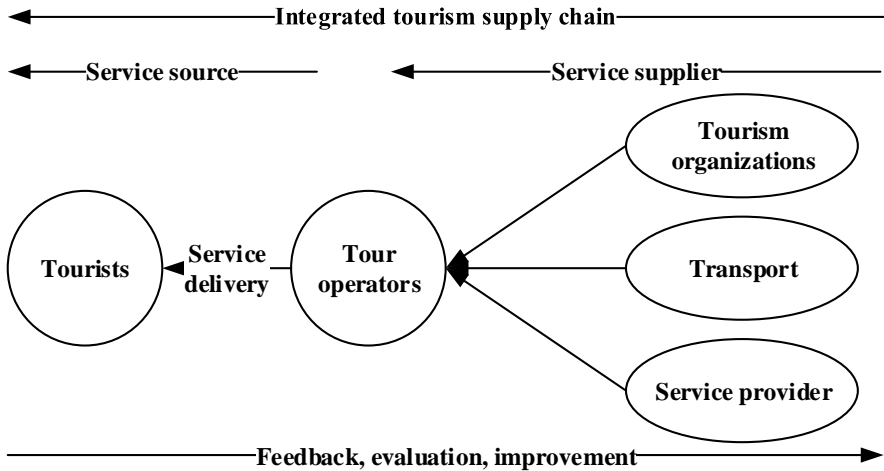 Integrated tourism supply chain
Service source
Service supplier
Tourism
organizations
Tourists
Service
delivery
Tour
operators
Transport
Service provider
Feedback, evaluation, improvement